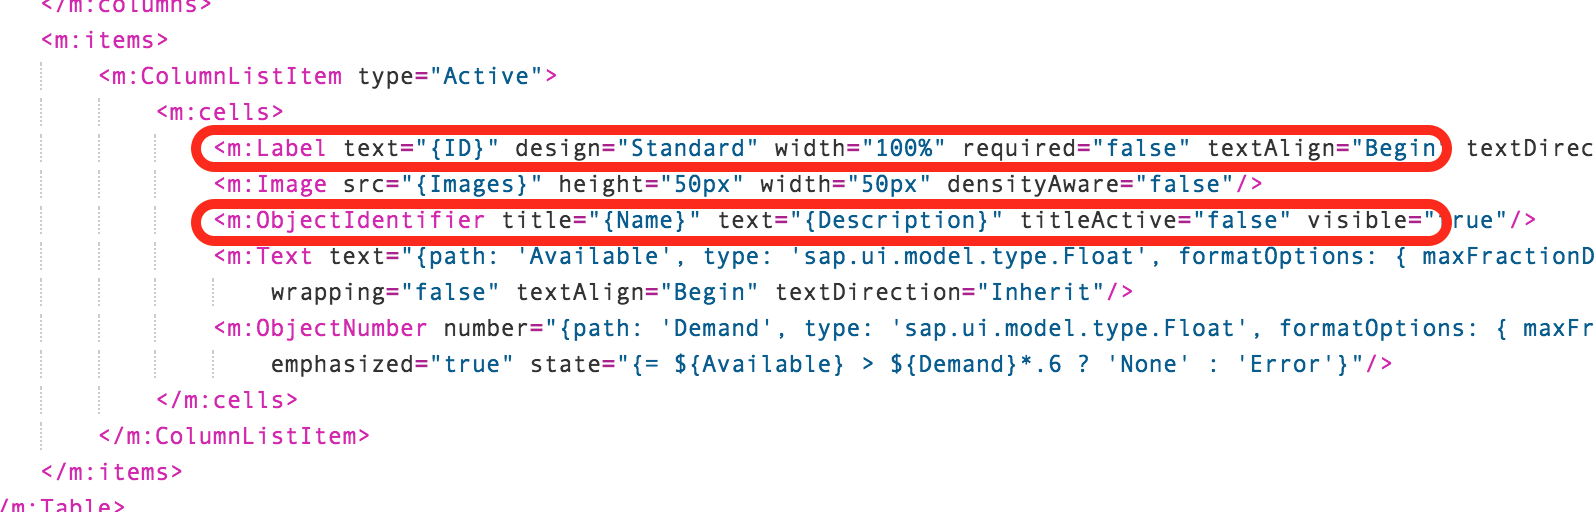 </m:columns>
<m:items>
<m:ColumnListItem type="Active">
<m:cells>
<m:Label text="{ID}" design="Standard" width="100%" required="false" textAlign="Begin textDirec
<m:Image src="{Images}" height="50px" width="50px" densityAware="false"/>
<m:ObjectIdentifier title="{Name}" text="{Description}" titleActive="false" visible="true"/>
<m:Text text="{path: 'Available', type: 'sap.ui.model.type.Float', formatOptions: { maxFractionD
wrapping="false" textAlign="Begin" textDirection="Inherit"/>
<m:ObjectNumber number="{path: 'Demand', type: 'sap.ui.model.type.Float', formatOptions: { maxFr
emphasized="true" state="{= ${Available} > ${Demand}*.6 ? 'None' : 'Error'}"/>
</m:cells>
</m:ColumnListItem>
</m:items>
/m:Table>